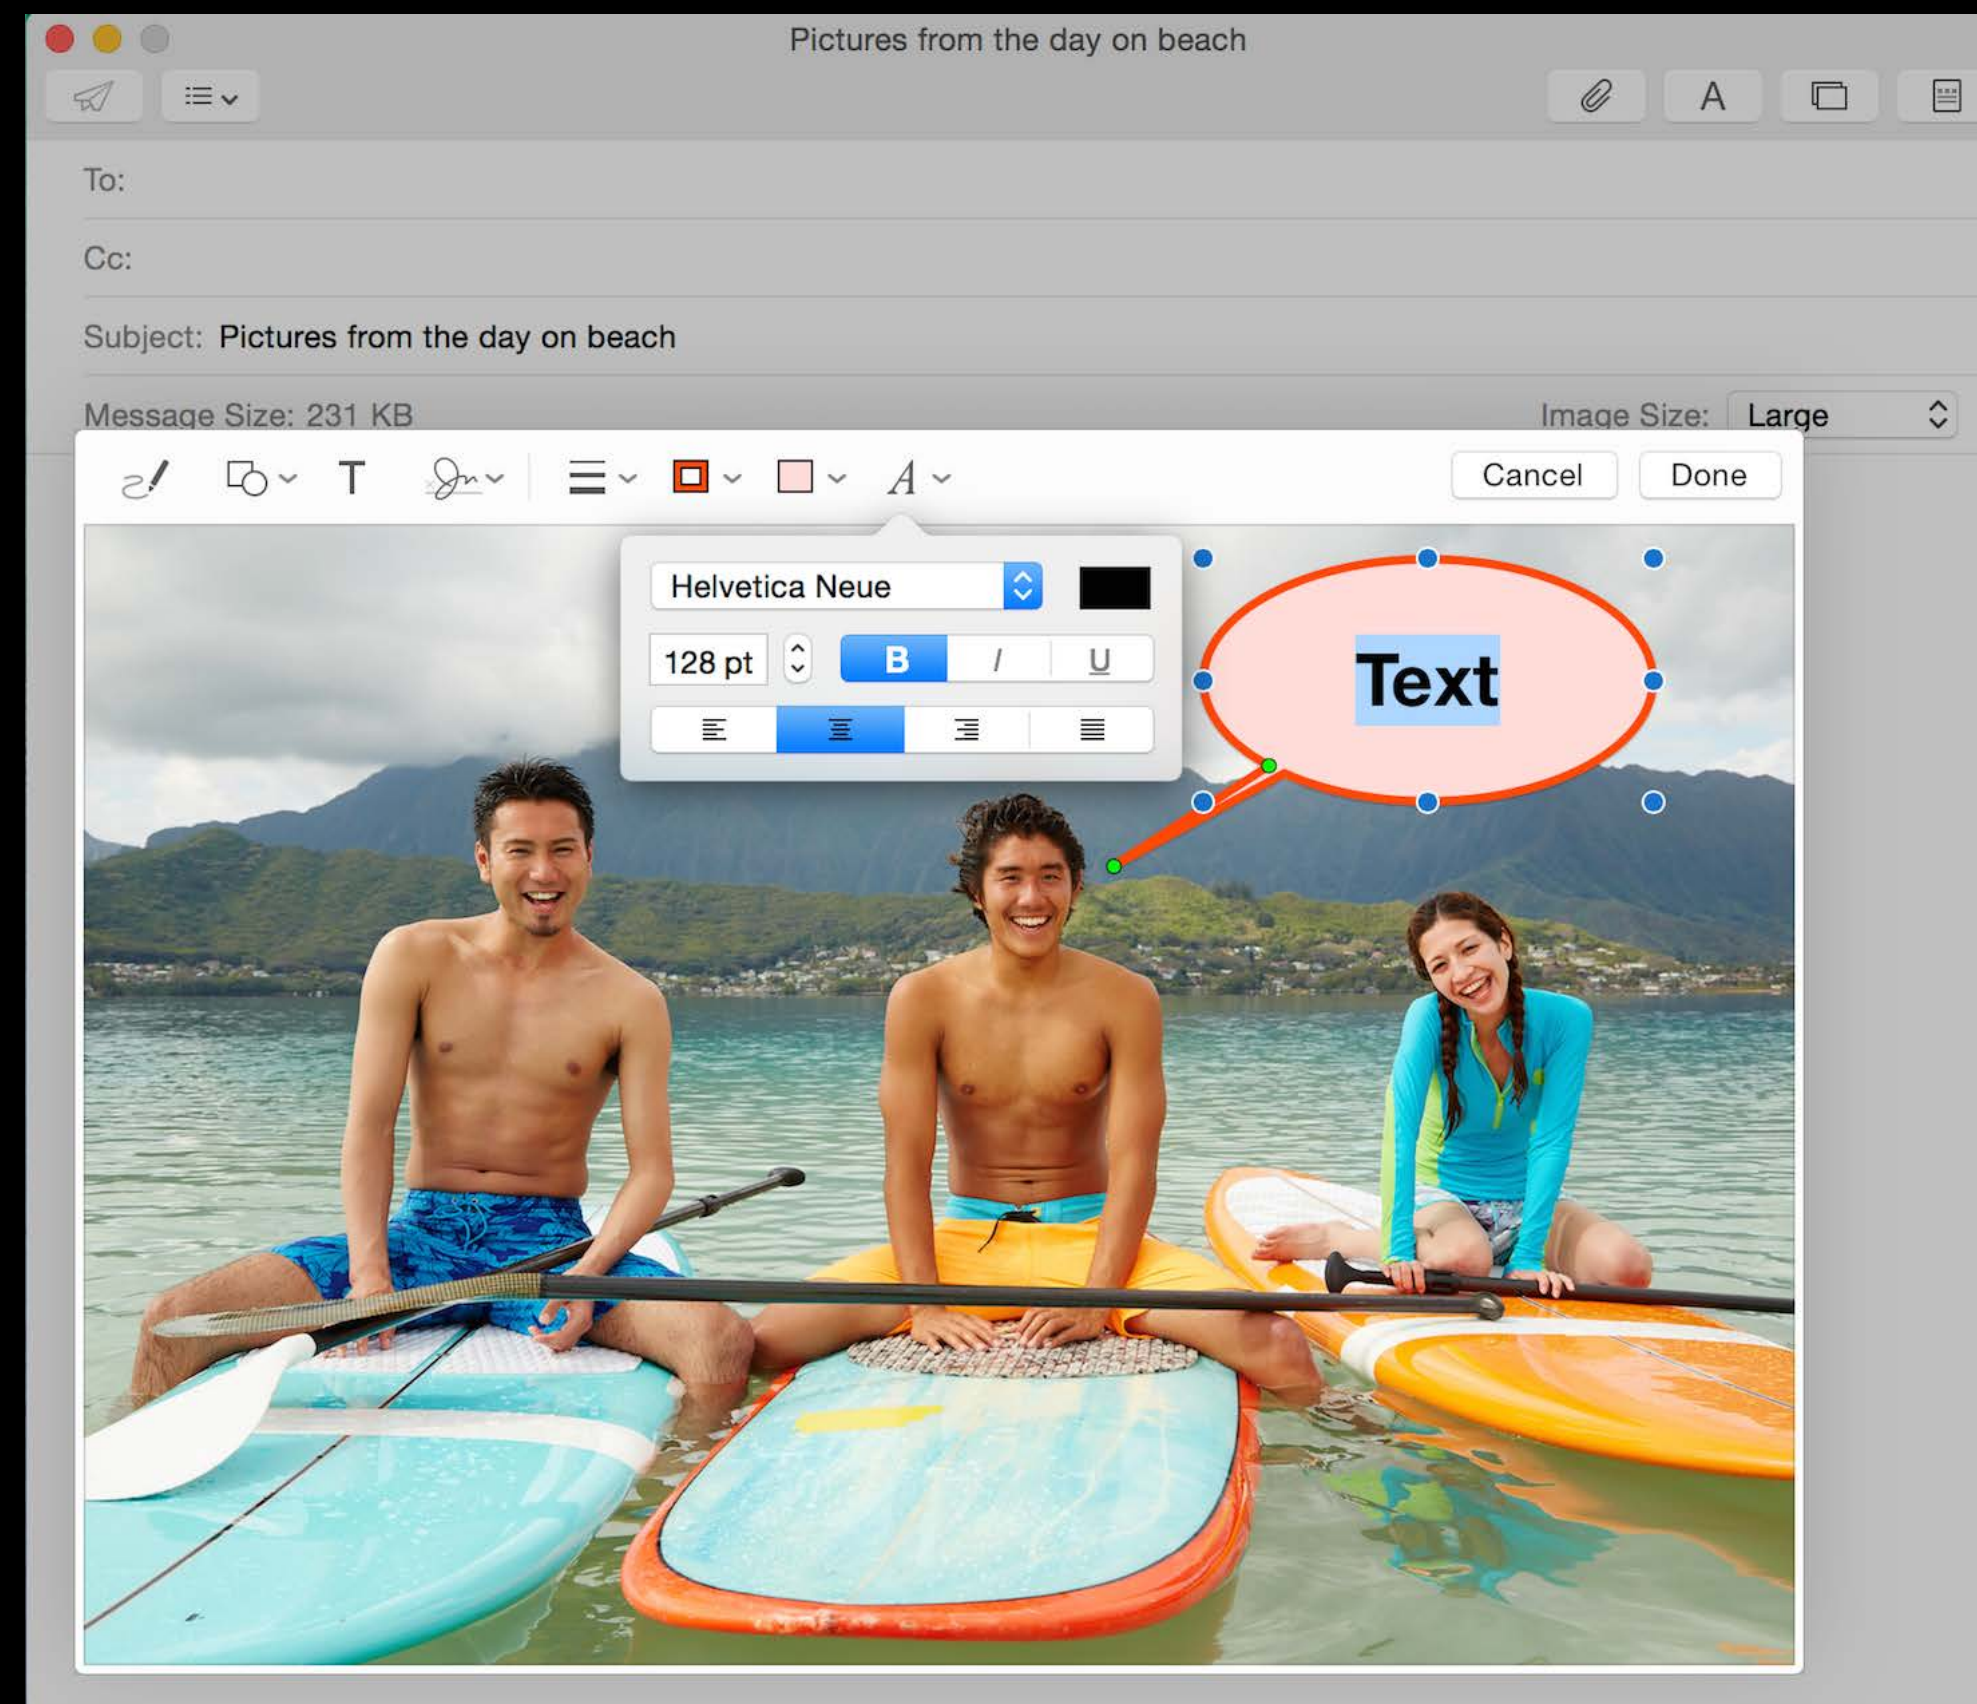 Pictures from the day on beach
A
To:
Cc:
Subject: Pictures from the day on beach
Message Size: 231 KB
Image Size: Large
T
A
Cancel
Done
Helvetica Neue
128 pt
B I U
Text